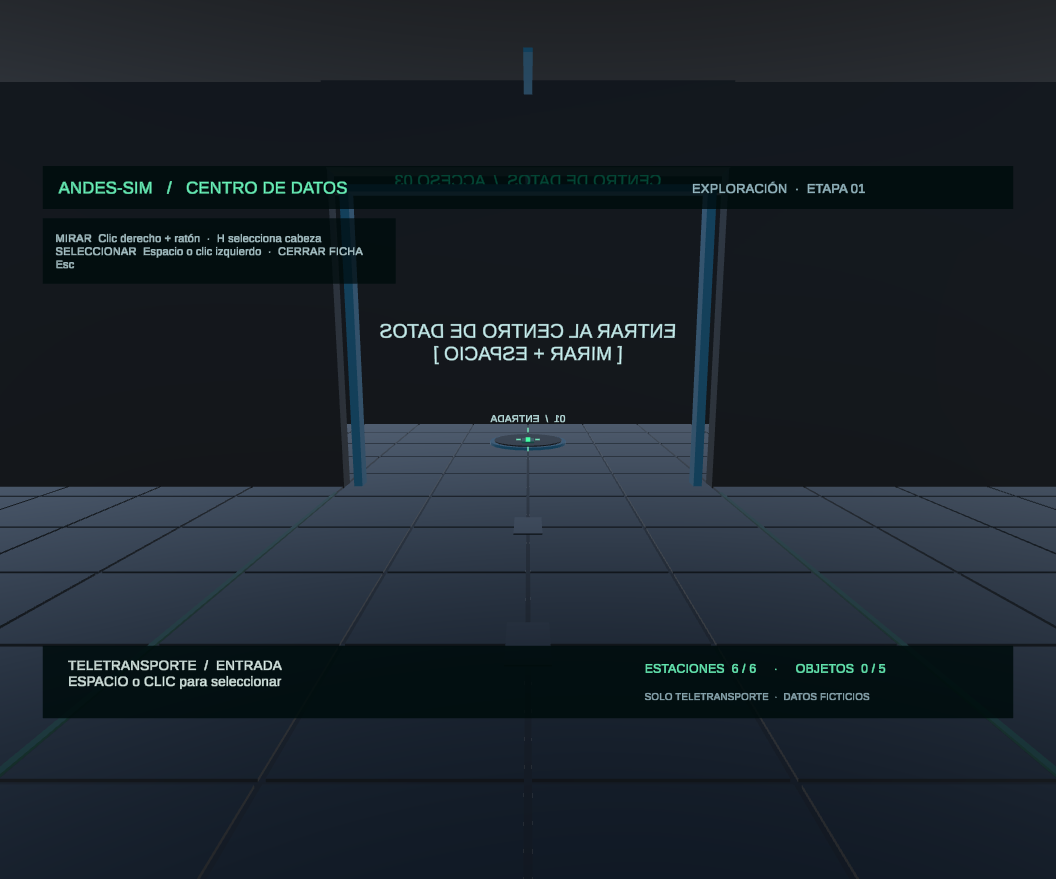 ANDES-SIM / CENTRO DE DATOS
CENTRO DE DATOS / ACCESO 03
EXPLORACIÓN · ETAPA 01
MIRAR Clic derecho + ratón · H selecciona cabeza
SELECCIONAR Espacio o clic izquierdo · CERRAR FICHA
Esc
ENTRAR AL CENTRO DE DATOS
[ MIRAR + ESPACIO ]
01 / ENTRADA
TELETRANSPORTE / ENTRADA
ESPACIO o CLIC para seleccionar
ESTACIONES 6 / 6 · OBJETOS 0 / 5
SOLO TELETRANSPORTE · DATOS FICTICIOS